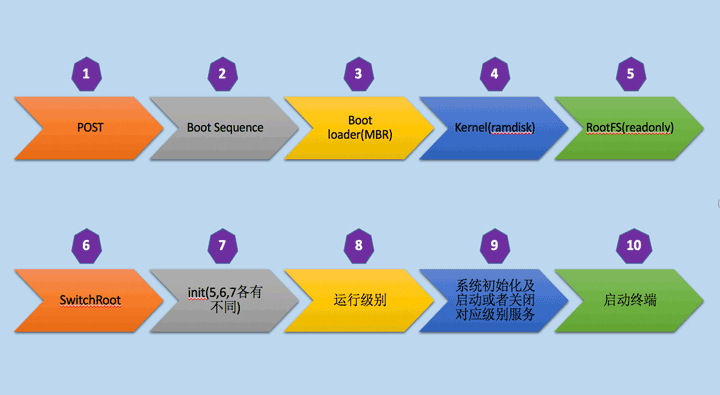 1
2
3
4
5
POST
Boot Sequence
Boot
loader(MBR)
Kernel(ramdisk)
RootFS(readonlv)
6
7
8
9
10
SwitchRoot
init(5,6,7各有
不同)
运行级别
系统初始化及
启动或者关闭
对应级别服务
启动终端